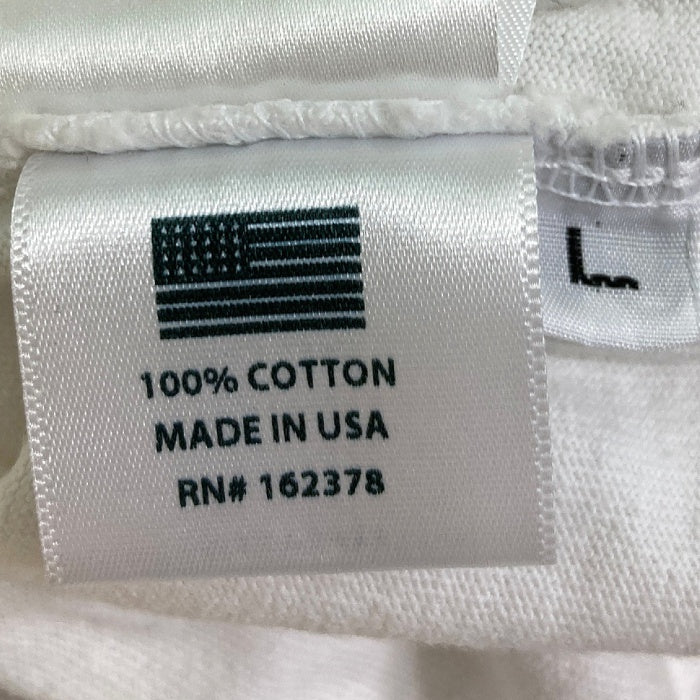 100% COTTON
MADE IN USA
RN# 162378
L